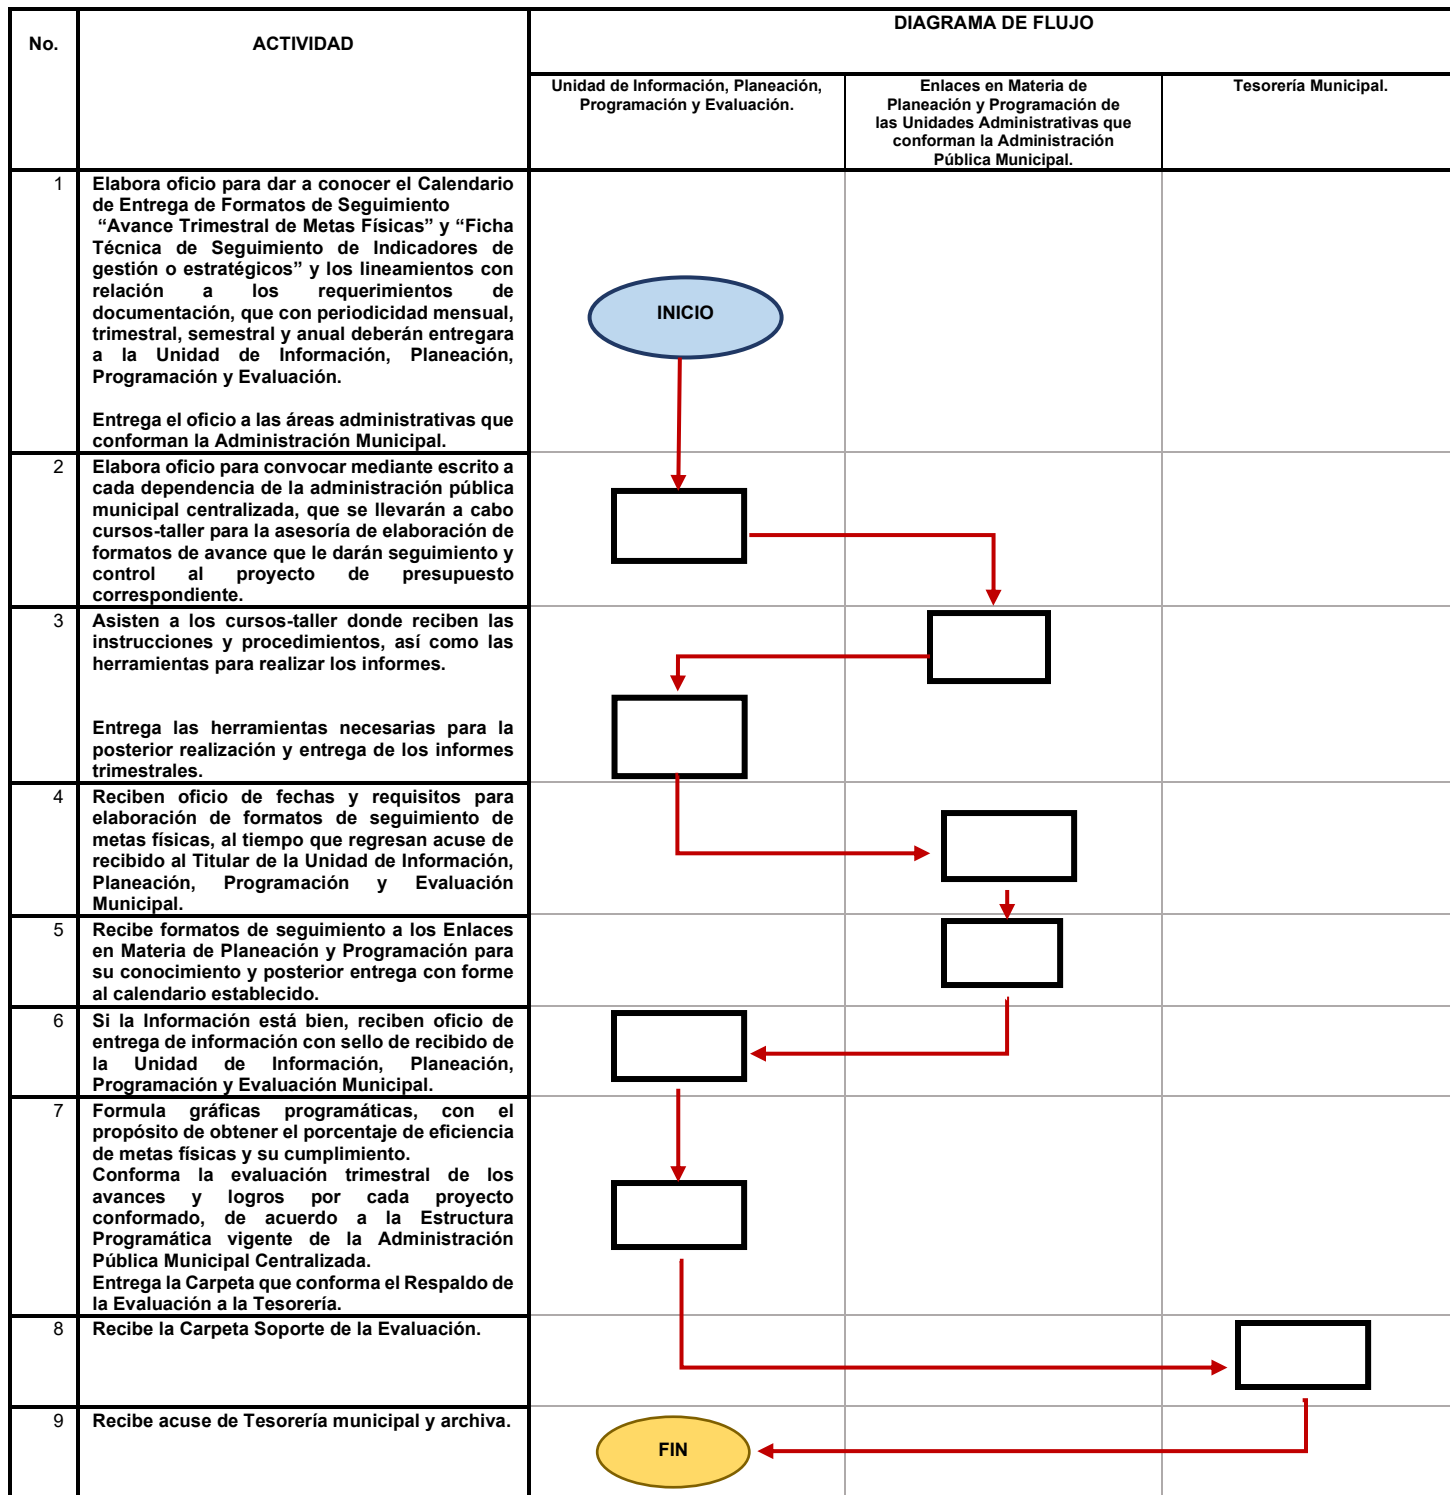 No.
ACTIVIDAD
DIAGRAMA DE FLUJO
Unidad de Información, Planeación,
Programación y Evaluación.
Enlaces en Materia de
Planeación y Programación de
las Unidades Administrativas que
conforman la Administración
Pública Municipal.
Tesorería Municipal.
1
Elabora oficio para dar a conocer el Calendario
de Entrega de Formatos de Seguimiento
“Avance Trimestral de Metas Físicas” y “Ficha
Técnica de Seguimiento de Indicadores de
gestión o estratégicos” y los lineamientos con
relación a los requerimientos de
documentación, que con periodicidad mensual,
trimestral, semestral y anual deberán entregara
a la Unidad de Información, Planeación,
Programación y Evaluación.
Entrega el oficio a las áreas administrativas que
conforman la Administración Municipal.
INICIO
2
Elabora oficio para convocar mediante escrito a
cada dependencia de la administración pública
municipal centralizada, que se llevarán a cabo
cursos-taller para la asesoría de elaboración de
formatos de avance que le darán seguimiento y
control al proyecto de presupuesto
correspondiente.
3
Asisten a los cursos-taller donde reciben las
instrucciones y procedimientos, así como las
herramientas para realizar los informes.
Entrega las herramientas necesarias para la
posterior realización y entrega de los informes
trimestrales.
4
Reciben oficio de fechas y requisitos para
elaboración de formatos de seguimiento de
metas físicas, al tiempo que regresan acuse de
recibido al Titular de la Unidad de Información,
Planeación, Programación y Evaluación
Municipal.
5
Recibe formatos de seguimiento a los Enlaces
en Materia de Planeación y Programación para
su conocimiento y posterior entrega con forme
al calendario establecido.
6
Si la Información está bien, reciben oficio de
entrega de información con sello de recibido de
la Unidad de Información, Planeación,
Programación y Evaluación Municipal.
7
Formula gráficas programáticas, con el
propósito de obtener el porcentaje de eficiencia
de metas físicas y su cumplimiento.
Conforma la evaluación trimestral de los
avances y logros por cada proyecto
conformado, de acuerdo a la Estructura
Programática vigente de la Administración
Pública Municipal Centralizada.
Entrega la Carpeta que conforma el Respaldo de
la Evaluación a la Tesorería.
8
Recibe la Carpeta Soporte de la Evaluación.
9
Recibe acuse de Tesorería municipal y archiva.
FIN